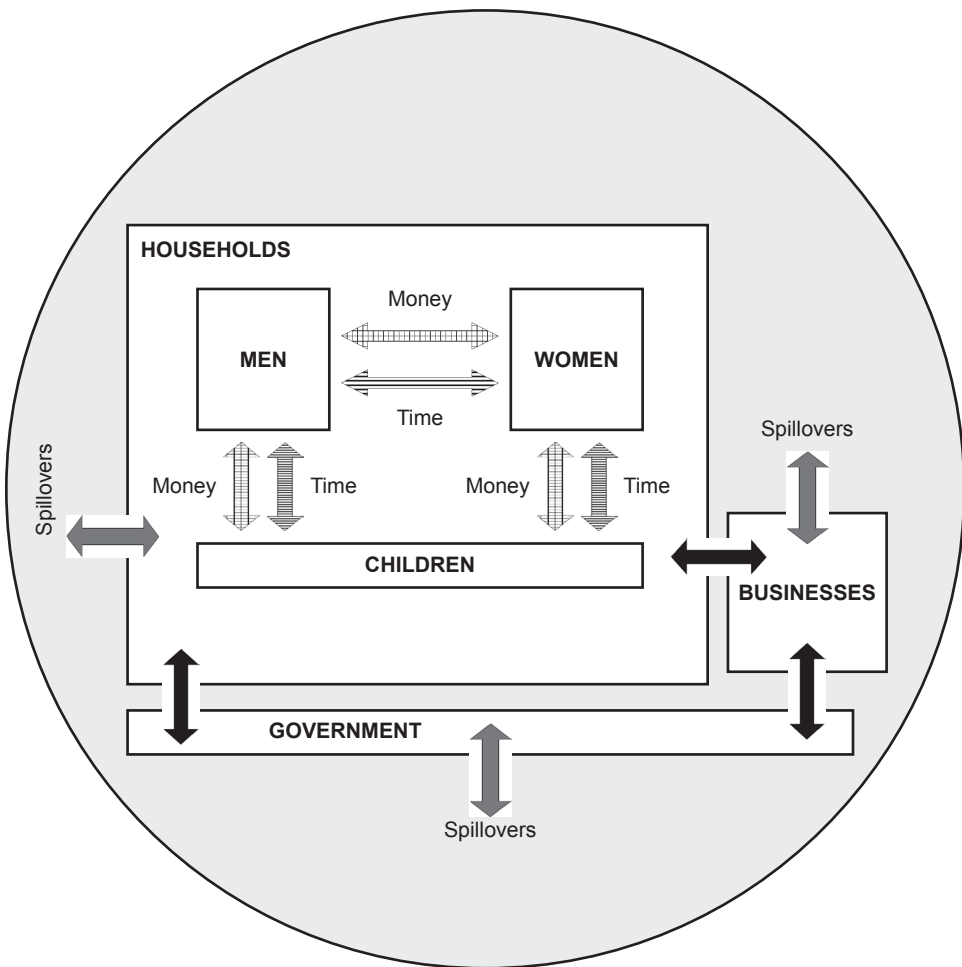 HOUSEHOLDS
Money
MEN
WOMEN
Time
Spillovers
Money
Time
Money
Time
Spillovers
CHILDREN
BUSINESSES
GOVERNMENT
Spillovers